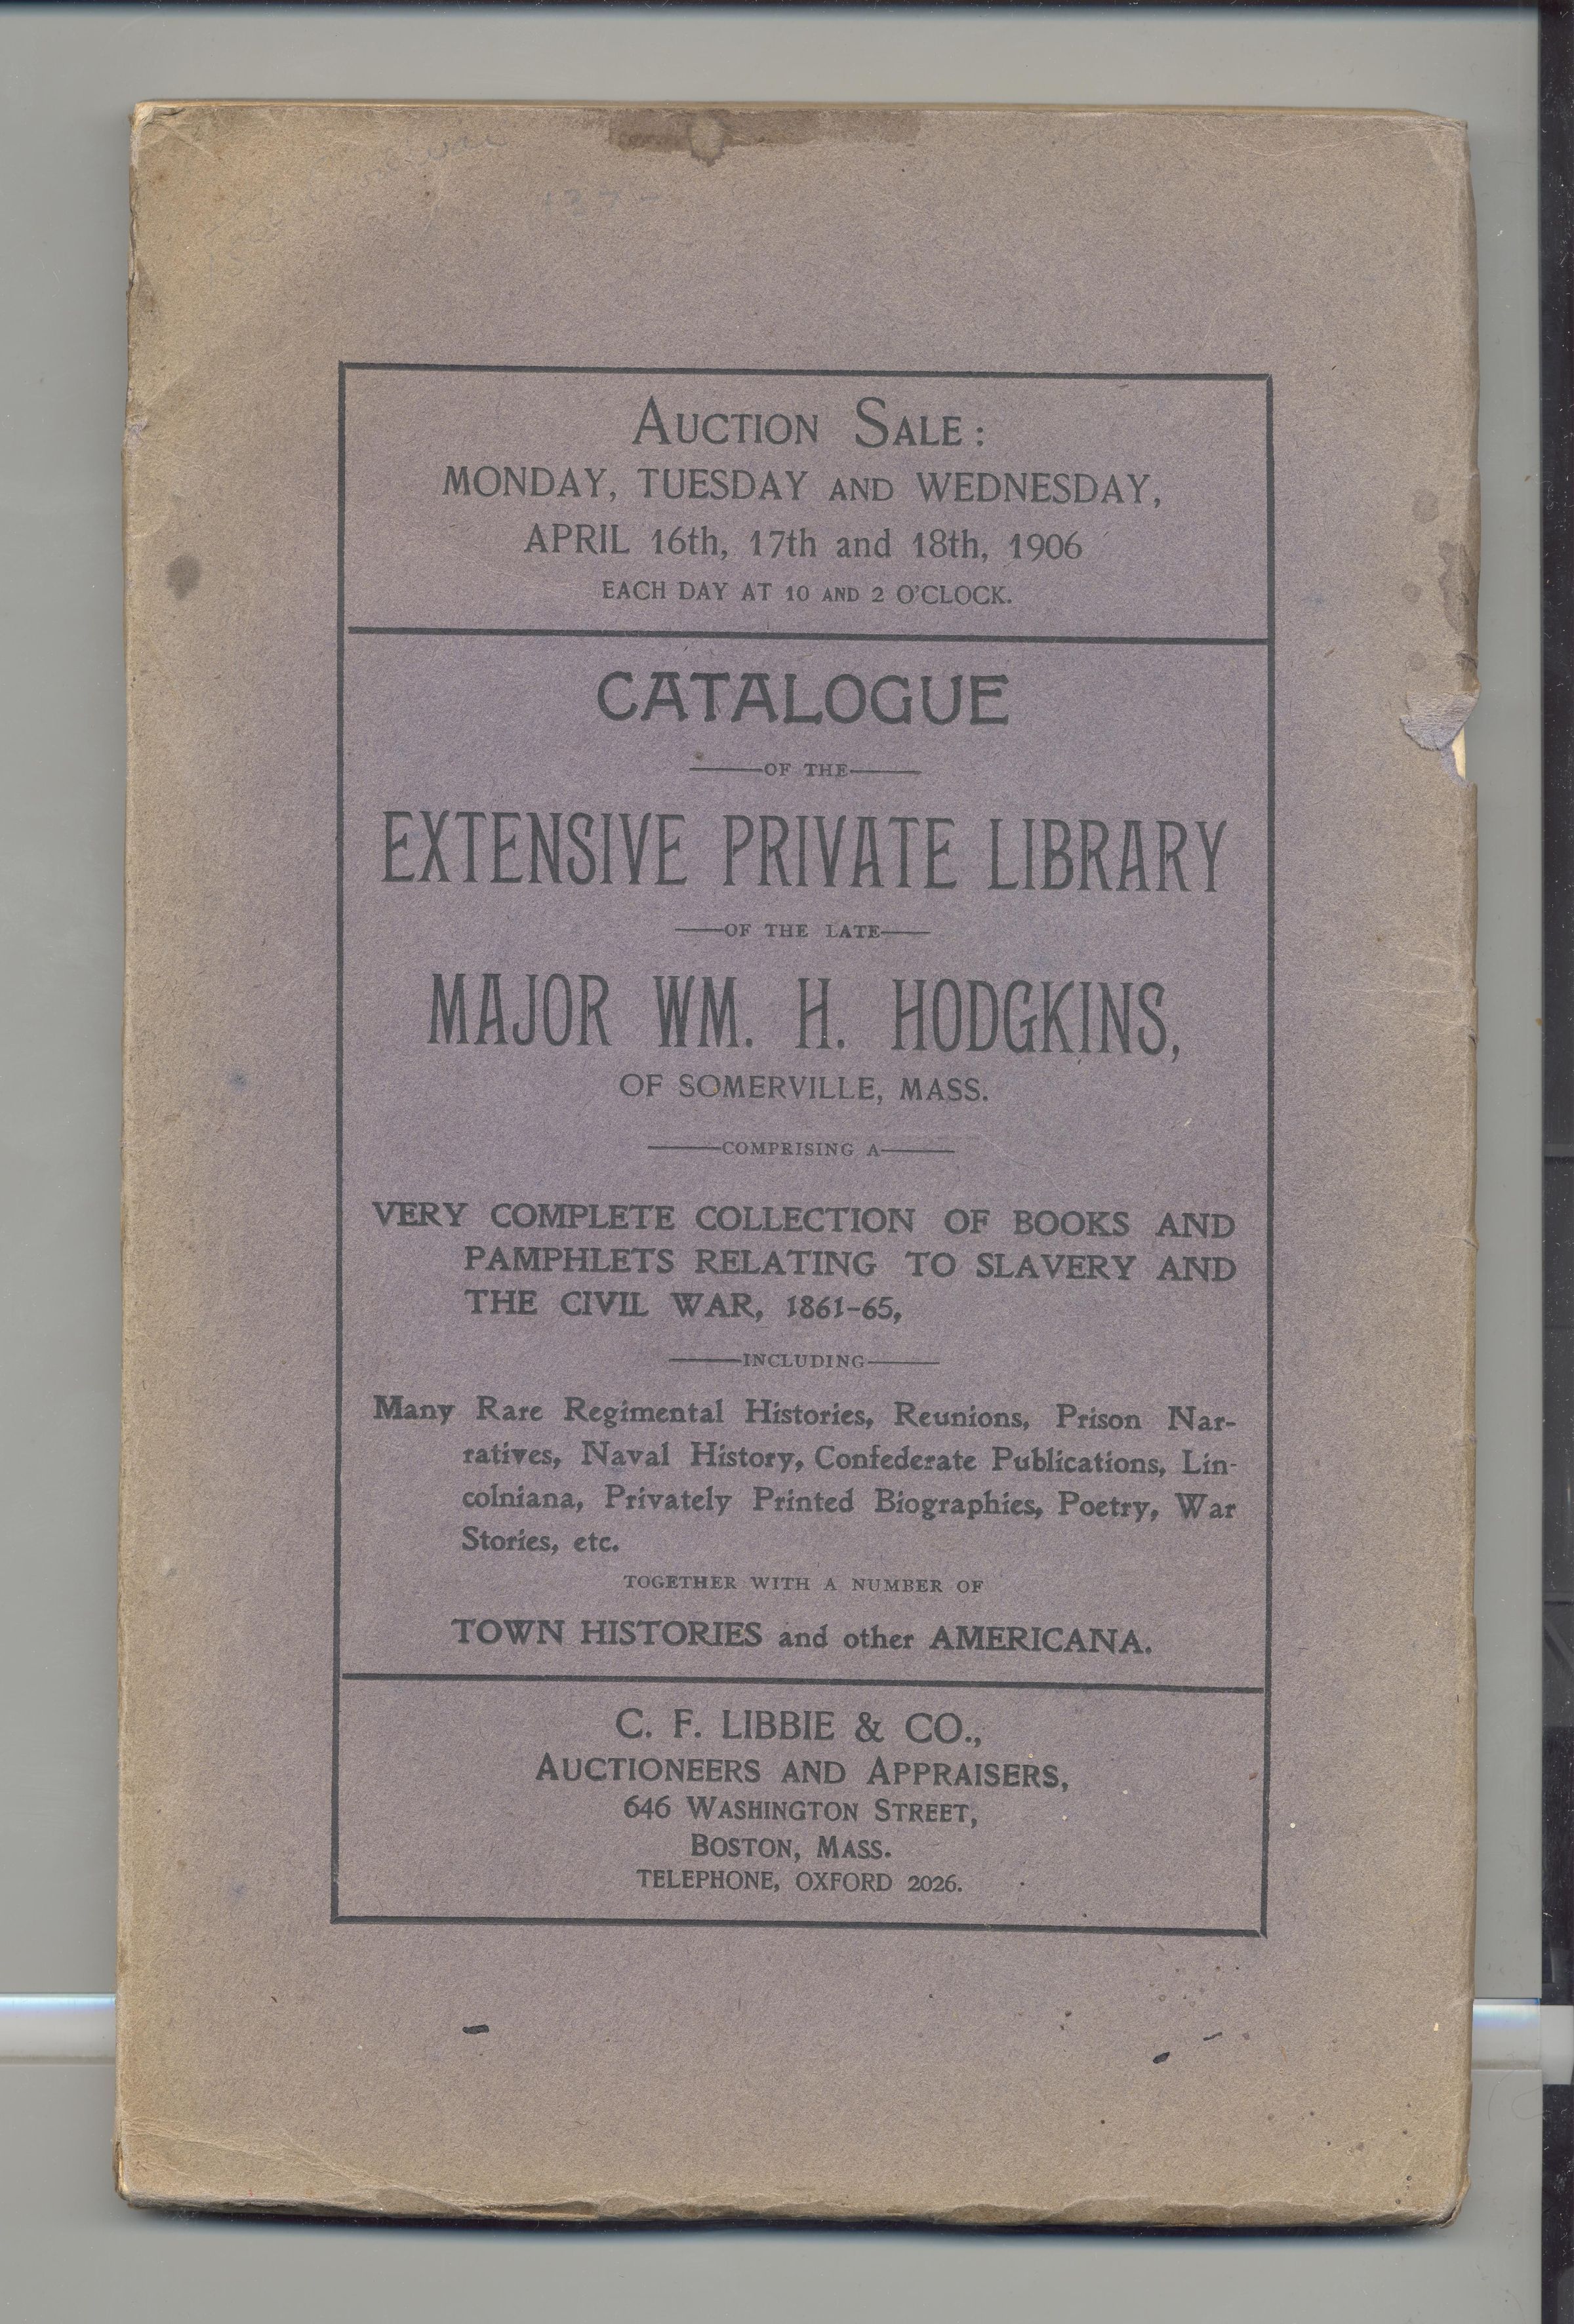 AUCTION SALE:
MONDAY, TUESDAY AND WEDNESDAY,
APRIL 16th, 17th and 18th, 1906
EACH DAY AT 10 AND 2 O'CLOCK.
CATALOGUE
OF THE
EXTENSIVE PRIVATE LIBRARY
OF THE LATE
MAJOR WM. H. HODGKINS,
OF SOMERVILLE, MASS.
COMPRISING A
VERY COMPLETE COLLECTION OF BOOKS AND
PAMPHLETS RELATING TO SLAVERY AND
THE CIVIL WAR, 1861-65,
INCLUDING
Many Rare Regimental Histories, Reunions, Prison Nar-
ratives, Naval History, Confederate Publications, Lin-
colniana, Privately Printed Biographies, Poetry, War
Stories, etc.
TOGETHER WITH A NUMBER OF
TOWN HISTORIES and other AMERICANA.
C. F. LIBBIE & CO.,
AUCTIONEERS AND APPRAISERS,
646 WASHINGTON STREET,
BOSTON, MASS.
TELEPHONE, OXFORD 2026.